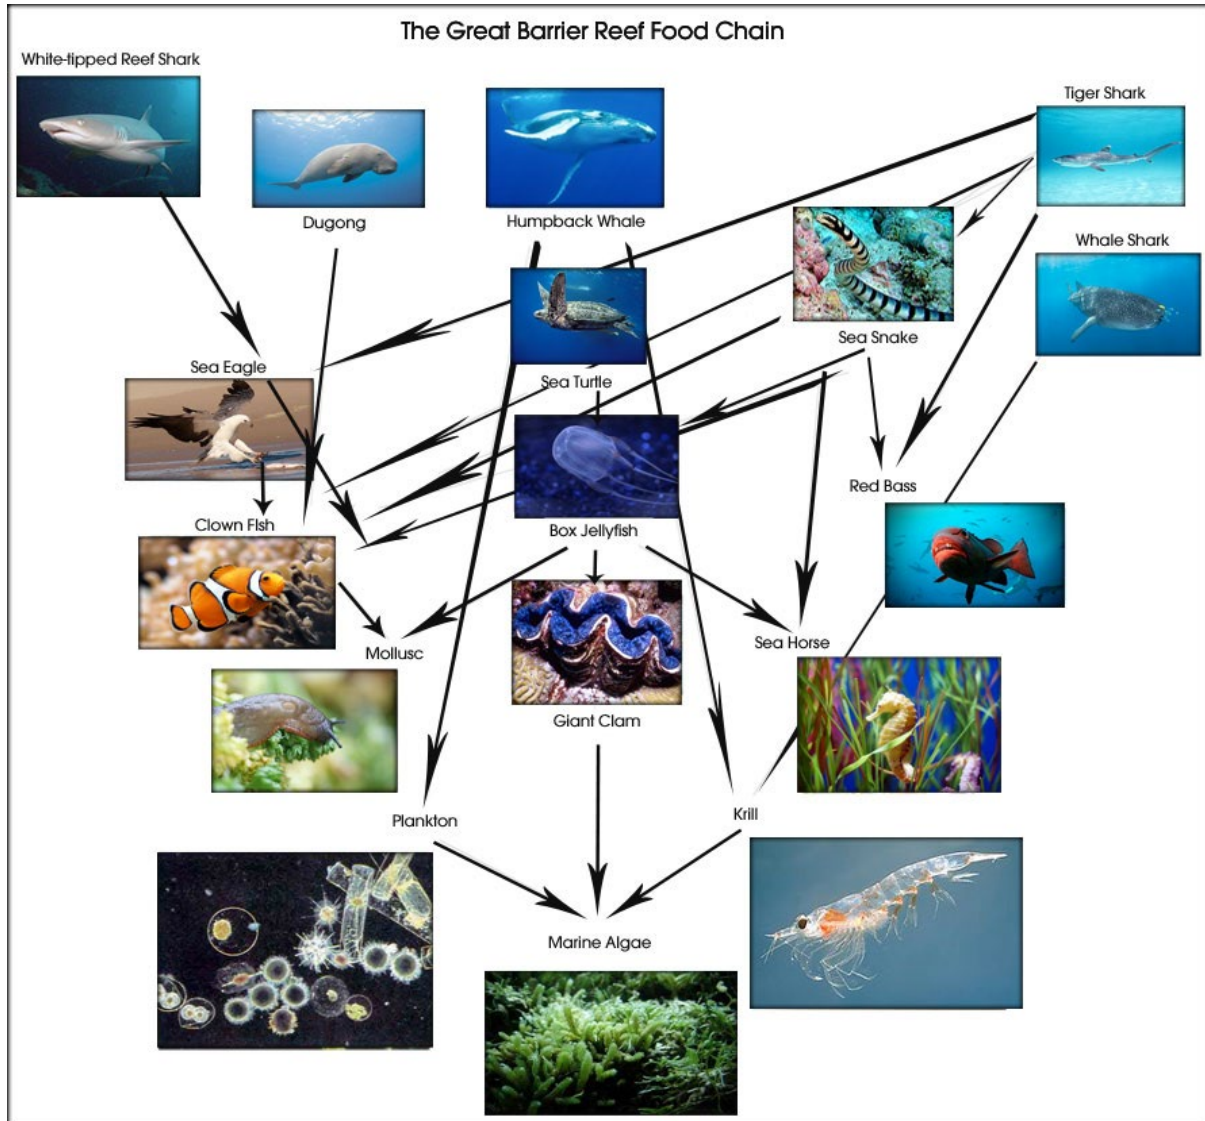 The Great Barrier Reef Food Chain
White-tipped Reef Shark
Tiger Shark
Dugong
Humpback Whale
Whale Shark
Sea Snake
Sea Eagle
Sea Turtle
Red Bass
Clown FIsh
Box Jellyfish
Mollusc
Sea Horse
Giant Clam
Plankton
Krill
Marine Algae